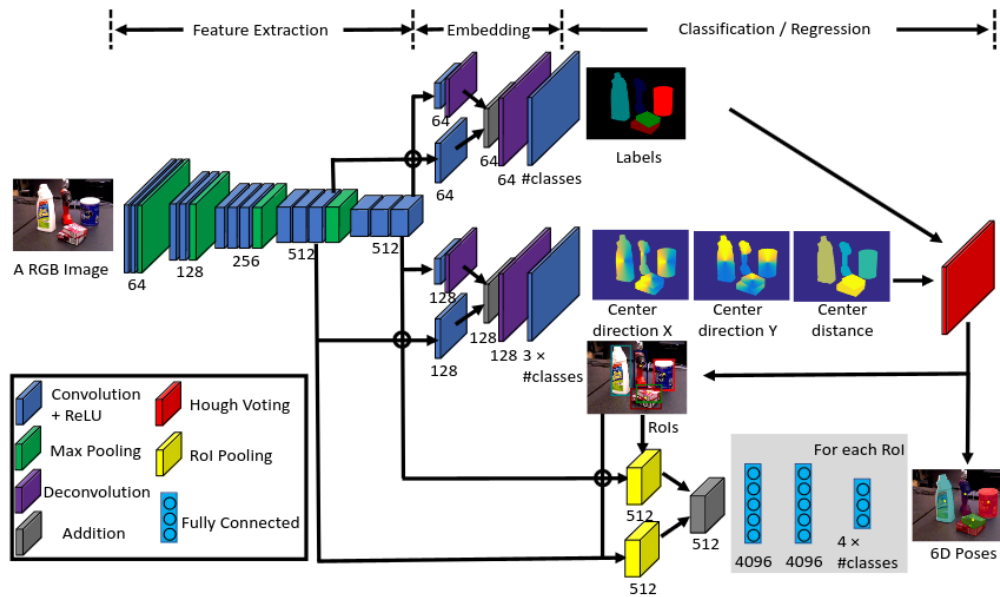 Feature Extraction
Embedding
Classification / Regression
64
64
64
64
#classes
Labels
A RGB Image
64
128
256
512
512
128
128
128
128
3 ×
#classes
Center
direction X
Center
direction Y
Center
distance
RoIs
Convolution
+ ReLU
Hough Voting
Max Pooling
RoI Pooling
Deconvolution
Fully Connected
Addition
512
512
512
For each RoI
4096
4096
4 ×
#classes
6D Poses